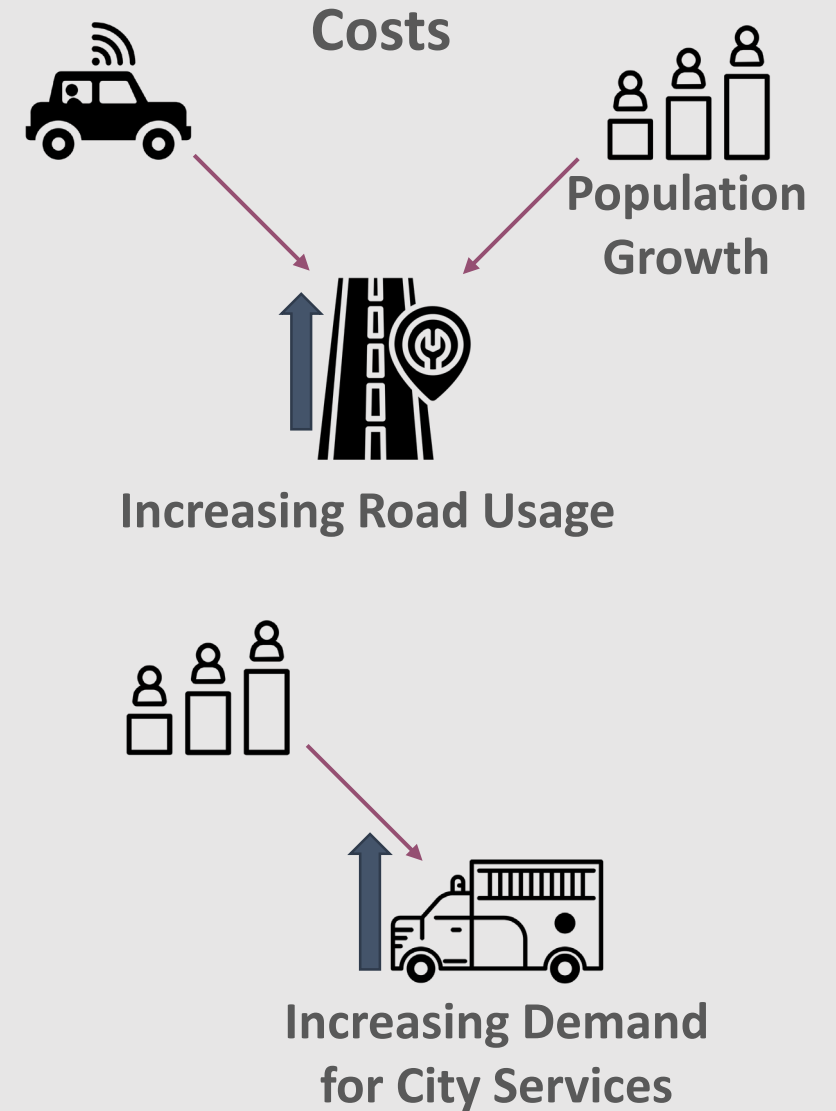 Costs
Population
Growth
Increasing Road Usage
Increasing Demand
for City Services